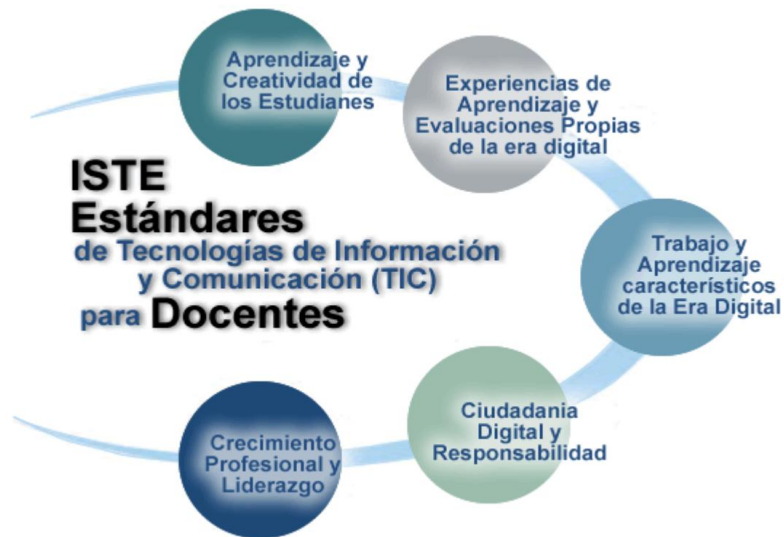 Aprendizaje y
Creatividad de
los Estudianes
Experiencias de
Aprendizaje y
Evaluaciones Propias
de la era digital
ISTE
Estándares
de Tecnologías de Información
y Comunicación (TIC)
para Docentes
Trabajo y
Aprendizaje
característicos
de la Era Digital
Ciudadania
Digital y
Responsabilidad
Crecimiento
Profesional y
Liderazgo